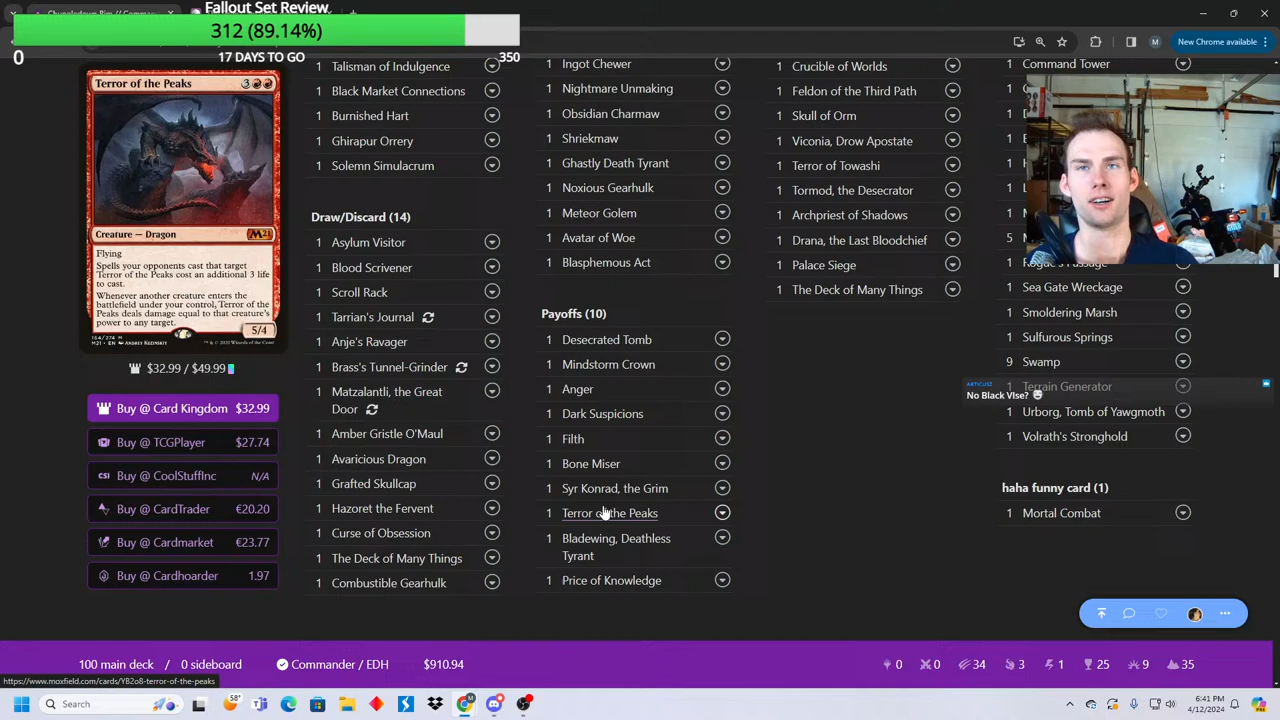 Fallout Set Review
312 (89.14%)
0
17 DAYS TO GO
350
New Chrome available
Terror of the Peaks
3
Creature — Dragon
M21
Flying
Spells your opponents cast that target
Terror of the Peaks cost an additional 3 life
to cast.
Whenever another creature enters the
battlefield under your control, Terror of the
Peaks deals damage equal to that creature's
power to any target.
5/4
$32.99 / $49.99
Buy @ Card Kingdom $32.99
Buy @ TCGPlayer $27.74
CSI Buy @ CoolStuffInc N/A
Buy @ CardTrader €20.20
Buy @ Cardmarket €23.77
Buy @ Cardhoarder 1.97
1 Talisman of Indulgence
1 Black Market Connections
1 Burnished Hart
1 Ghirapur Orrery
1 Solemn Simulacrum
Draw/Discard (14)
1 Asylum Visitor
1 Blood Scrivener
1 Scroll Rack
1 Tarrian's Journal
1 Anje's Ravager
1 Brass's Tunnel-Grinder
1 Matzalantli, the Great
Door
1 Amber Gristle O'Maul
1 Avaricious Dragon
1 Grafted Skullcap
1 Hazoret the Fervent
1 Curse of Obsession
1 The Deck of Many Things
1 Combustible Gearhulk
1 Ingot Chewer
1 Nightmare Unmaking
1 Obsidian Charmaw
1 Shriekmaw
1 Ghastly Death Tyrant
1 Noxious Gearhulk
1 Meteor Golem
1 Avatar of Woe
1 Blasphemous Act
Payoffs (10)
1 Desecrated Tomb
1 Mindstorm Crown
1 Anger
1 Dark Suspicions
1 Filth
1 Bone Miser
1 Syr Konrad, the Grim
1 Terror of the Peaks
1 Bladewing, Deathless
Tyrant
1 Price of Knowledge
1 Crucible of Worlds
1 Feldon of the Third Path
1 Skull of Orm
1 Viconia, Drow Apostate
1 Terror of Towashi
1 Tormod, the Desecrator
1 Archpriest of Shadows
1 Drana, the Last Bloodchief
1 Palace Siege
1 The Deck of Many Things
1 Command Tower
1 Rogue's Passage
1 Sea Gate Wreckage
1 Smoldering Marsh
1 Sulfurous Springs
9 Swamp
1 Terrain Generator
1 Urborg, Tomb of Yawgmoth
1 Volrath's Stronghold
haha funny card (1)
1 Mortal Combat
ARTICUSZ
No Black Vise?
100 main deck / 0 sideboard
Commander / EDH
$910.94
0 0 34 3 1 25 9 35
https://www.moxfield.com/cards/YB2o8-terror-of-the-peaks
Search
58°
6:41 PM
4/12/2024